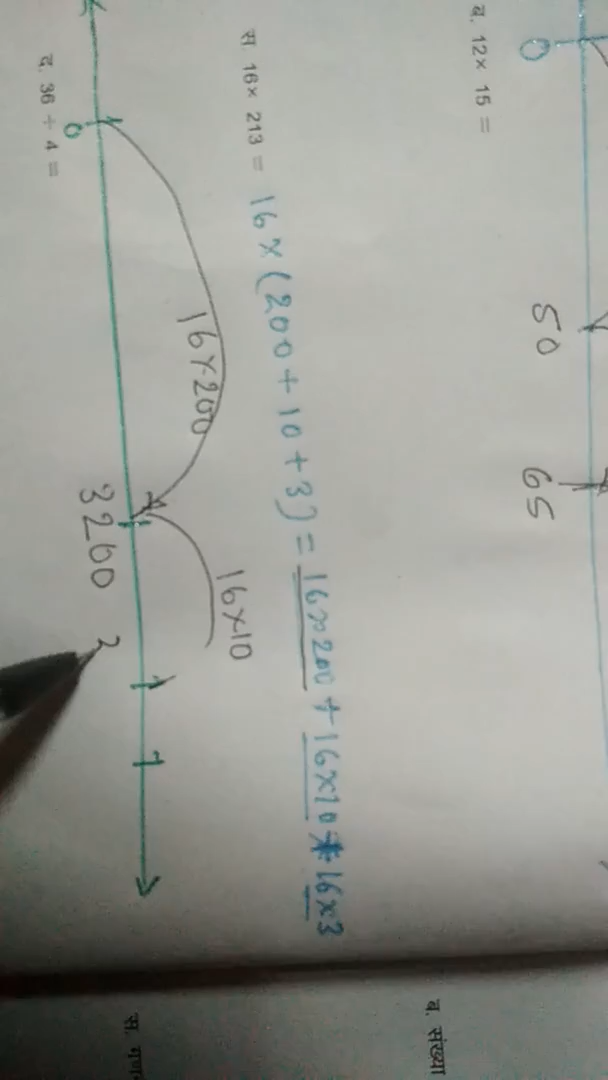 0 50 65
ब. 12× 15 =
ब. संख्या
स. 16× 213 = 16×(200+10+3) = 16×200 + 16×10 + 16×3
16×200 16×10
0 3200 3
द. 36 ÷ 4 =